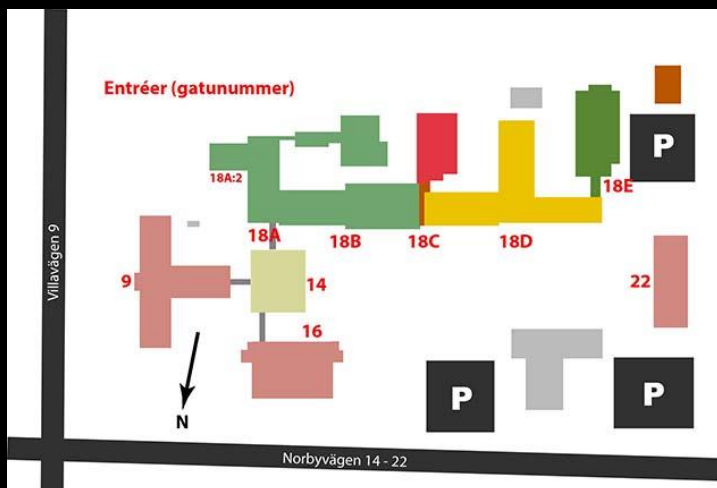 Entréer (gatunummer)
P
18A:2
18E
18A
18B
18C
18D
Villavägen 9
9
14
22
16
P
P
N
Norbyvägen 14 - 22